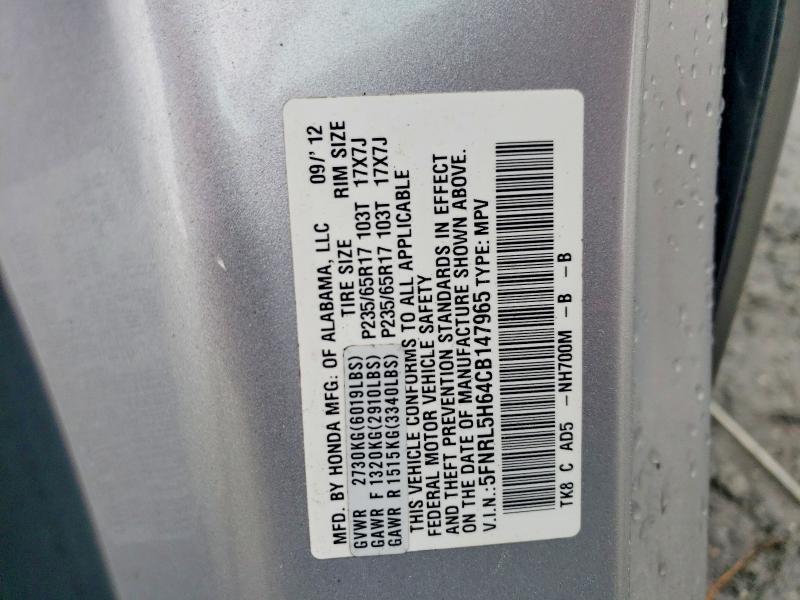 MFD. BY HONDA MFG. OF ALABAMA, LLC 09/'12
TIRE SIZE RIM SIZE
GVWR 2730KG(6019LBS)
GAWR F 1320KG(2910LBS) P235/65R17 103T 17X7J
GAWR R 1515KG(3340LBS) P235/65R17 103T 17X7J
THIS VEHICLE CONFORMS TO ALL APPLICABLE
FEDERAL MOTOR VEHICLE SAFETY
AND THEFT PREVENTION STANDARDS IN EFFECT
ON THE DATE OF MANUFACTURE SHOWN ABOVE.
V.I.N.:5FNRL5H64CB147965 TYPE: MPV
TK8 C AD5 -NH700M -B -B